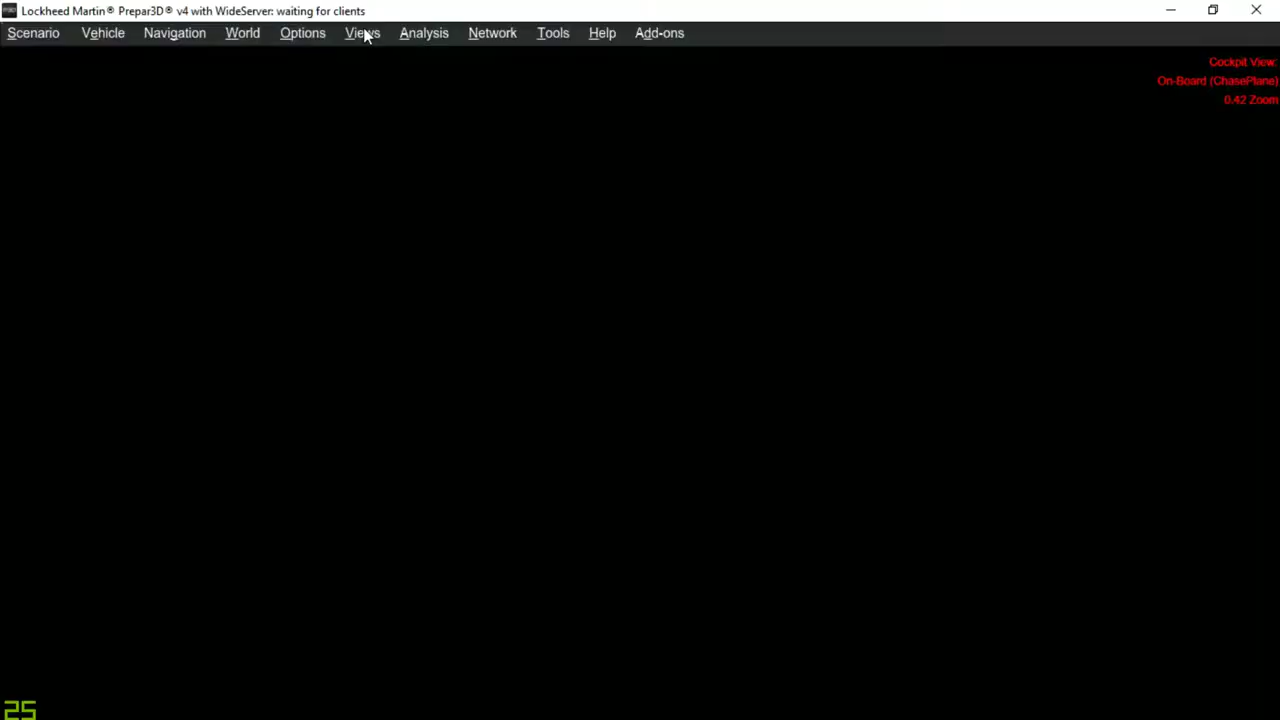 Lockheed Martin® Prepar3D® v4 with WideServer: waiting for clients
Scenario Vehicle Navigation World Options Views Analysis Network Tools Help Add-ons
Cockpit View:
On-Board (ChasePlane)
0.42 Zoom
25